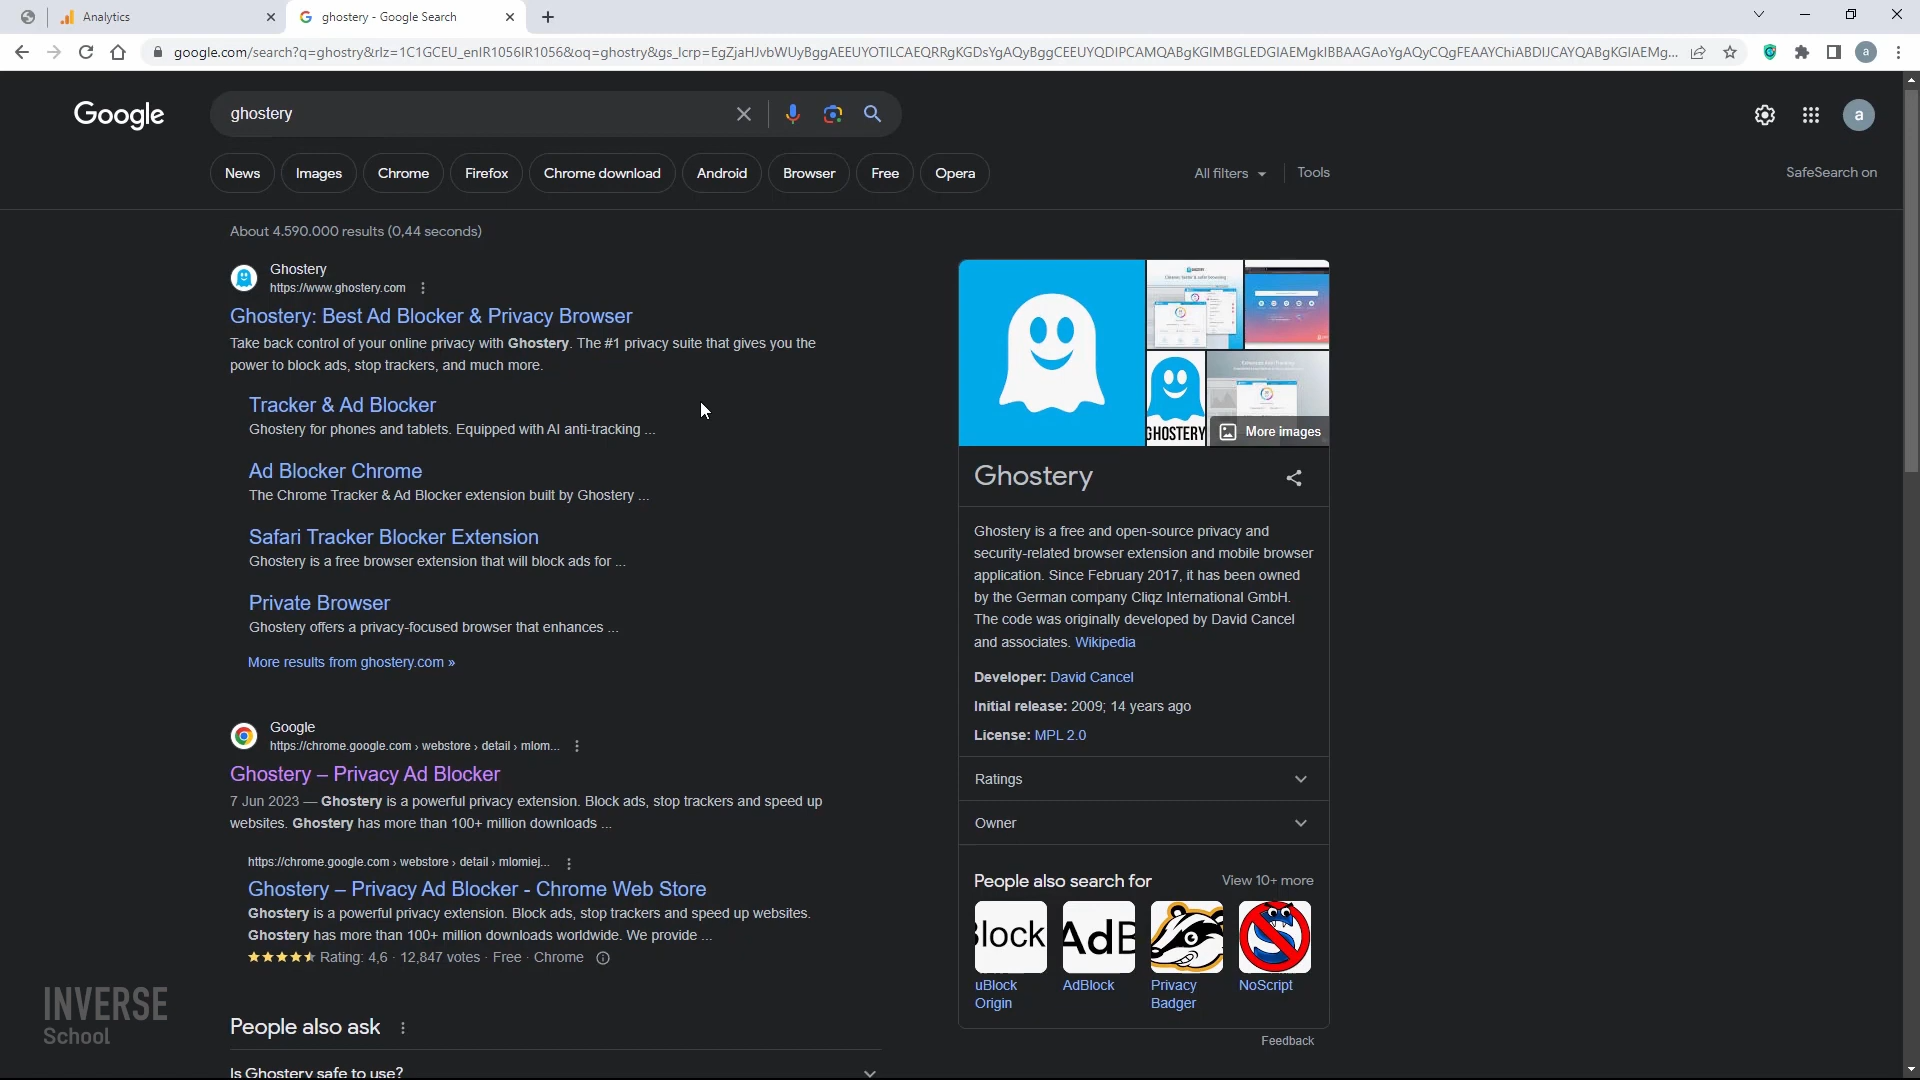 Analytics
ghostery - Google Search
google.com/search?q=ghostry&rlz=1C1GCEU_enIR1056IR1056&oq=ghostry&gs_lcrp=
Google
ghostery
a
a
News
Images
Chrome
Firefox
Chrome download
Android
Browser
Free
Opera
All filters
Tools
SafeSearch on
About 4.590.000 results (0,44 seconds)
Ghostery
https://www.ghostery.com
Ghostery: Best Ad Blocker & Privacy Browser
Take back control of your online privacy with Ghostery. The #1 privacy suite that gives you the
power to block ads, stop trackers, and much more.
Tracker & Ad Blocker
Ghostery for phones and tablets. Equipped with AI anti-tracking ...
Ad Blocker Chrome
The Chrome Tracker & Ad Blocker extension built by Ghostery ...
Safari Tracker Blocker Extension
Ghostery is a free browser extension that will block ads for ...
Private Browser
Ghostery offers a privacy-focused browser that enhances ...
More results from ghostery.com »
Google
https://chrome.google.com › webstore › detail › mlom...
Ghostery – Privacy Ad Blocker
7 Jun 2023 — Ghostery is a powerful privacy extension. Block ads, stop trackers and speed up
websites. Ghostery has more than 100+ million downloads ...
https://chrome.google.com › webstore › detail › mlomiej...
Ghostery – Privacy Ad Blocker - Chrome Web Store
Ghostery is a powerful privacy extension. Block ads, stop trackers and speed up websites.
Ghostery has more than 100+ million downloads worldwide. We provide ...
Rating: 4,6 · 12,847 votes · Free · Chrome
People also ask
Is Ghostery safe to use?
GHOSTERY
More images
Ghostery
Ghostery is a free and open-source privacy and
security-related browser extension and mobile browser
application. Since February 2017, it has been owned
by the German company Cliqz International GmbH.
The code was originally developed by David Cancel
and associates. Wikipedia
Developer: David Cancel
Initial release: 2009; 14 years ago
License: MPL 2.0
Ratings
Owner
People also search for
View 10+ more
lock
AdB
uBlock
Origin
AdBlock
Privacy
Badger
NoScript
Feedback
INVERSE
School